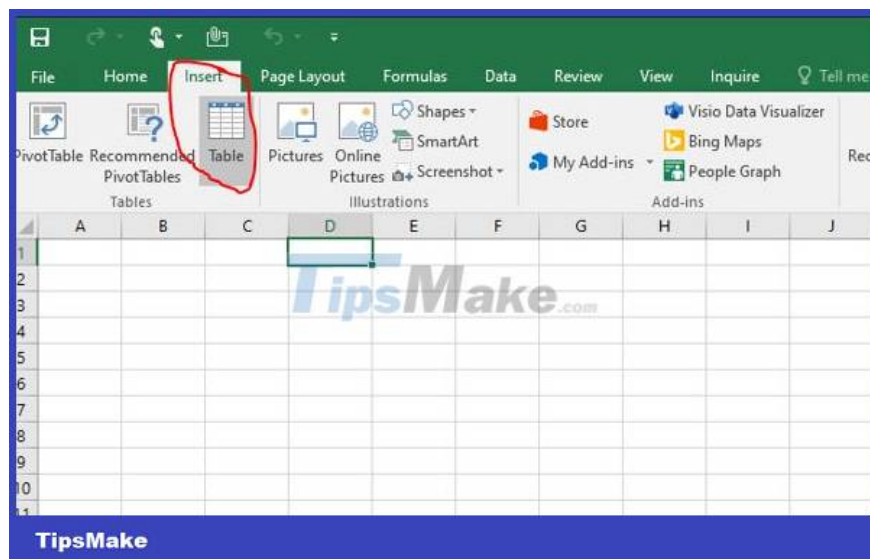 File Home Insert Page Layout Formulas Data Review View Inquire Tell me
PivotTable Recommended PivotTables Table
Pictures Online Pictures
Shapes
SmartArt
Screenshot
Store
My Add-ins
Visio Data Visualizer
Bing Maps
People Graph
Rec
Tables Illustrations Add-ins
A B C D E F G H I J
1
2
3
4
5
6
7
8
9
10
11
TipsMake.com
TipsMake